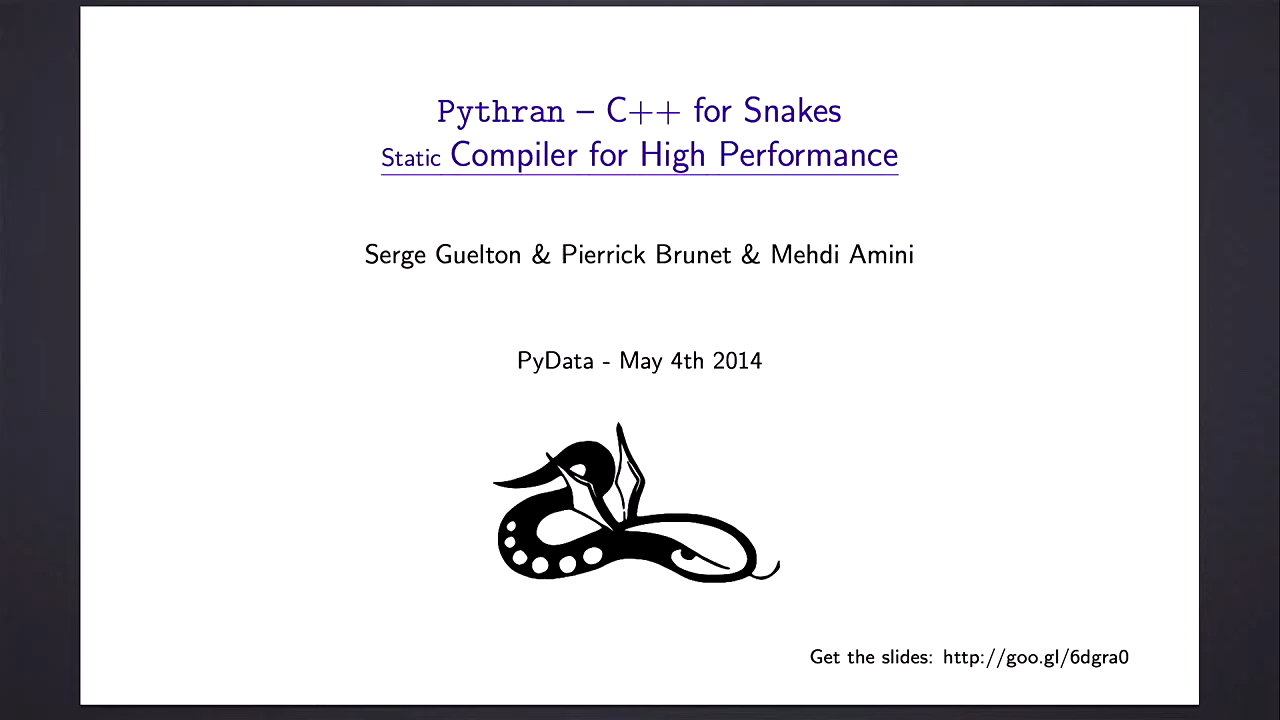 Pythran – C++ for Snakes
Static Compiler for High Performance
Serge Guelton & Pierrick Brunet & Mehdi Amini
PyData - May 4th 2014
Get the slides: http://goo.gl/6dgra0